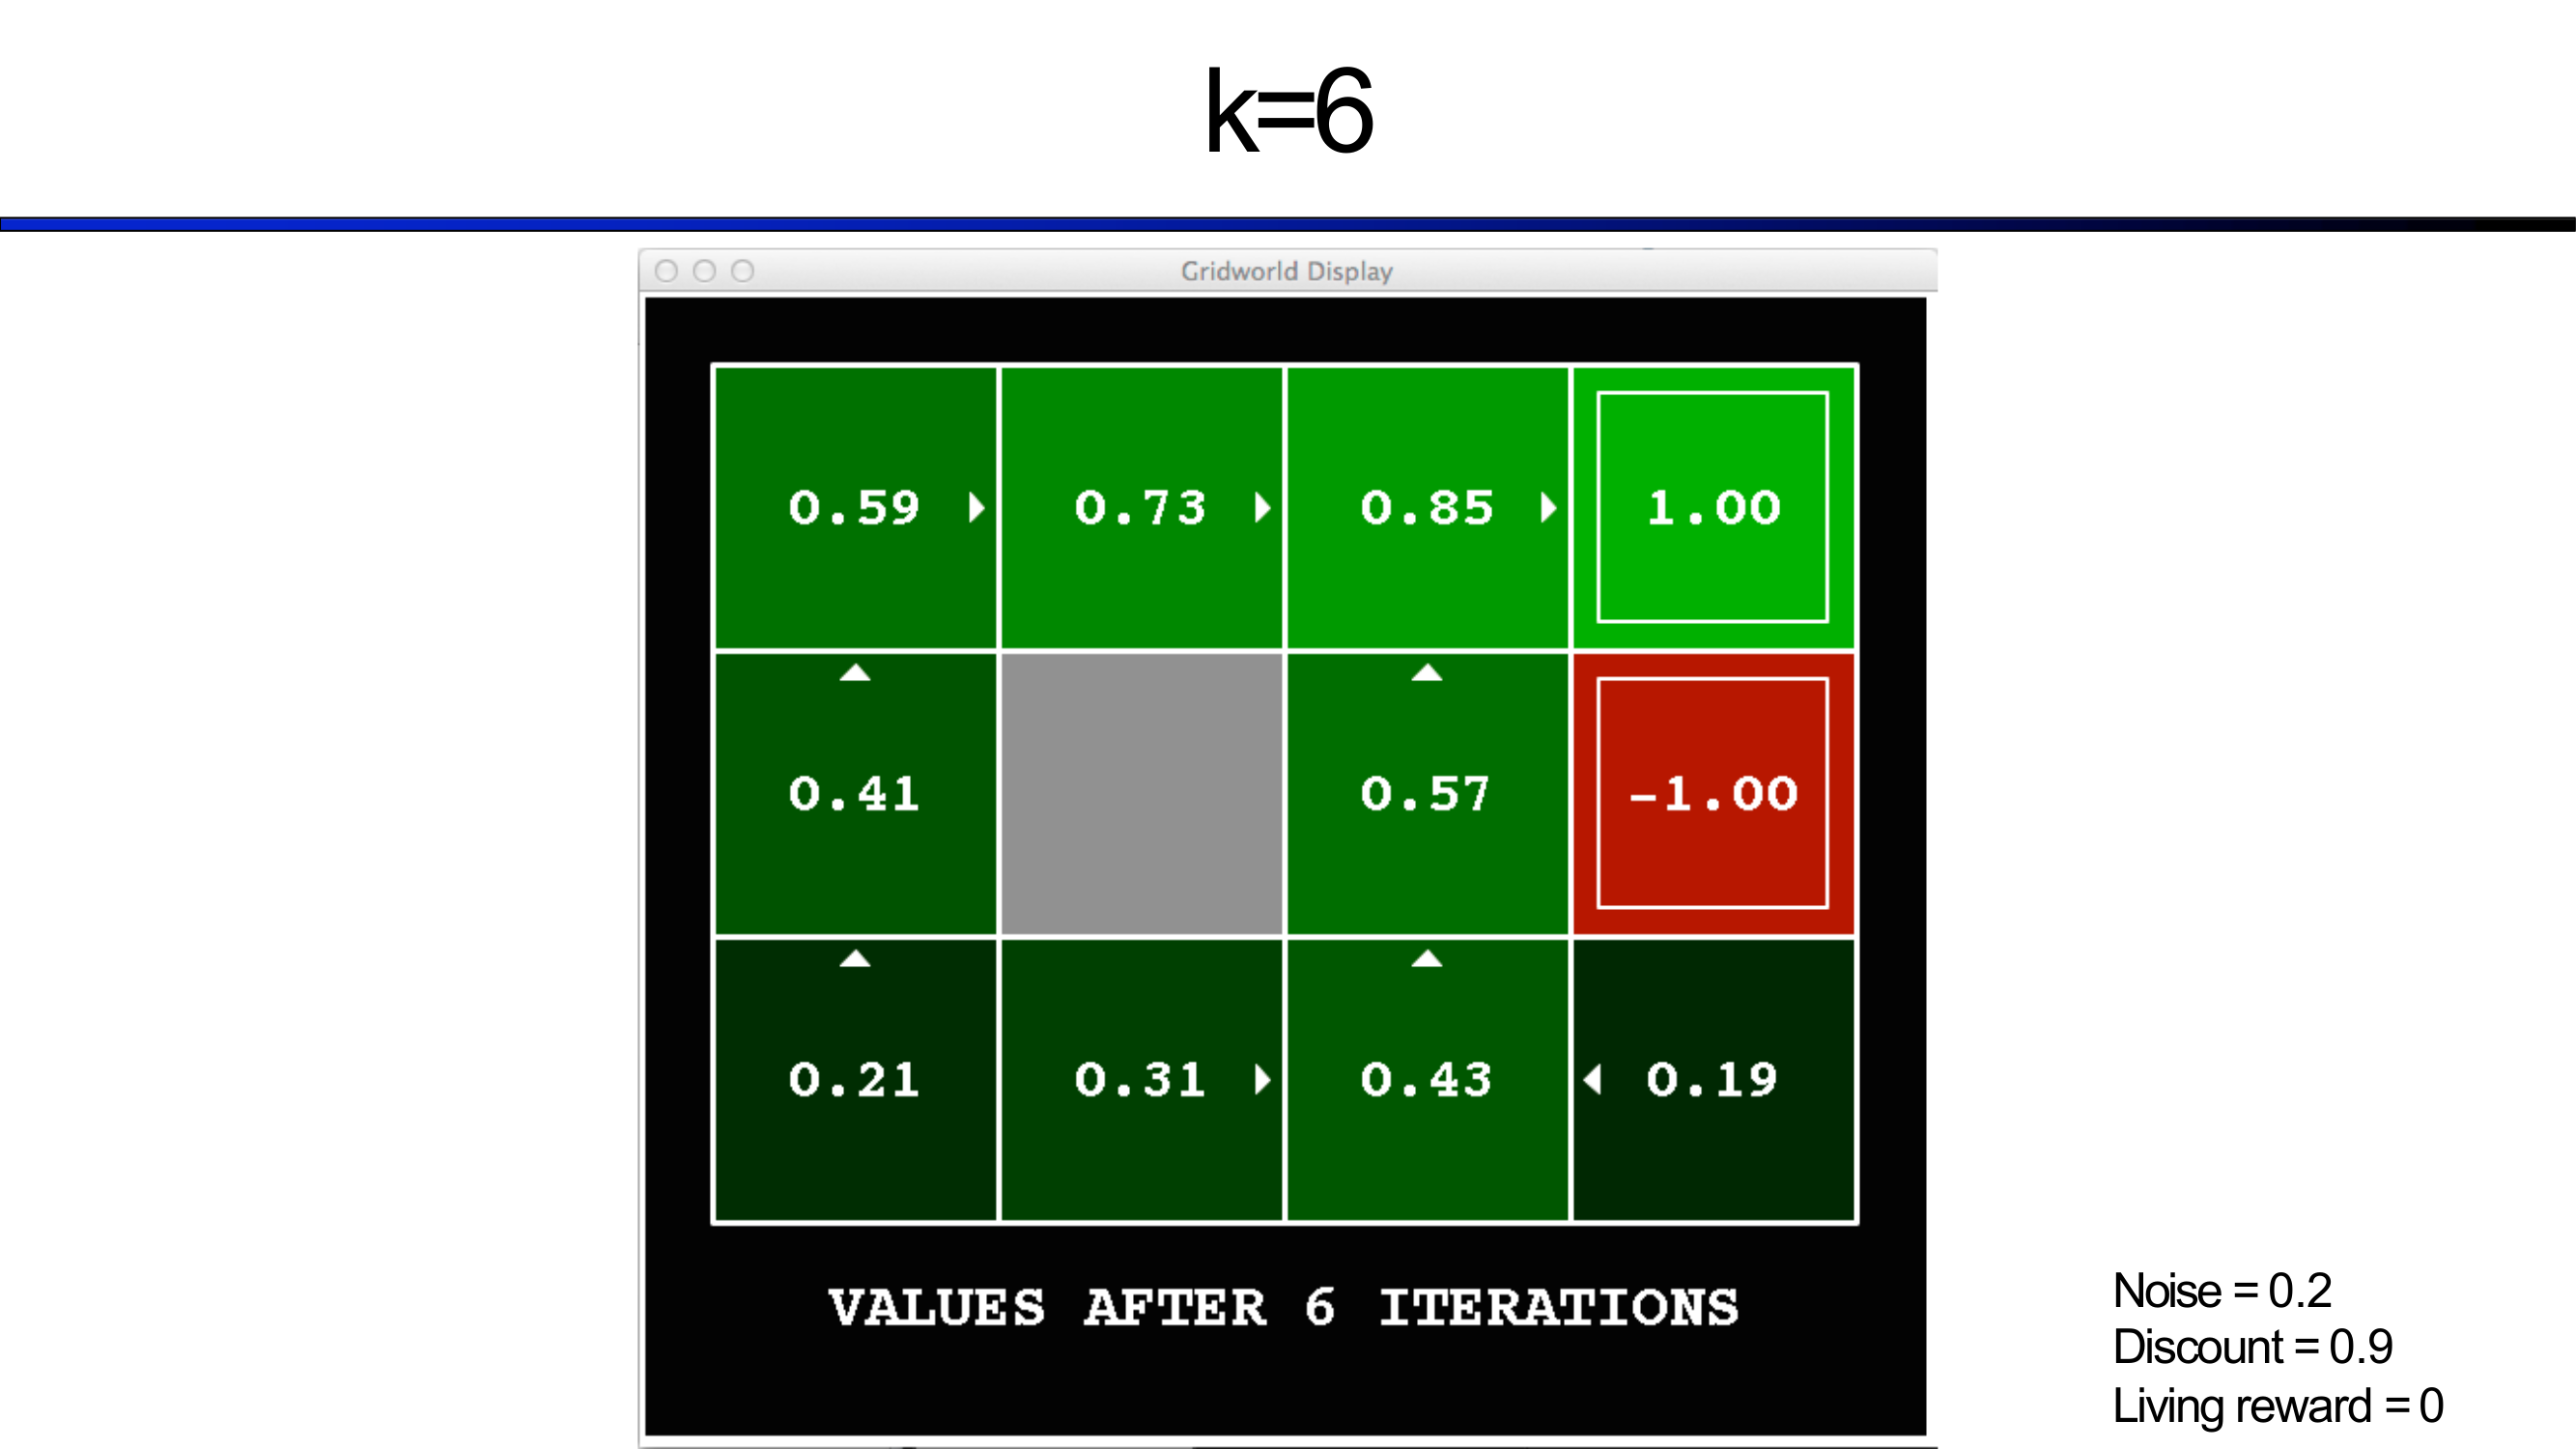 k=6
Gridworld Display
0.59 0.73 0.85 1.00
0.41 0.57 -1.00
0.21 0.31 0.43 0.19
VALUES AFTER 6 ITERATIONS
Noise = 0.2
Discount = 0.9
Living reward = 0